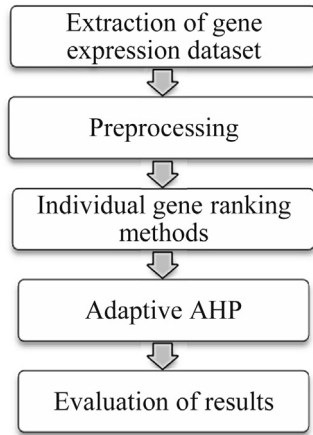 Extraction of gene
expression dataset
Preprocessing
Individual gene ranking
methods
Adaptive AHP
Evaluation of results